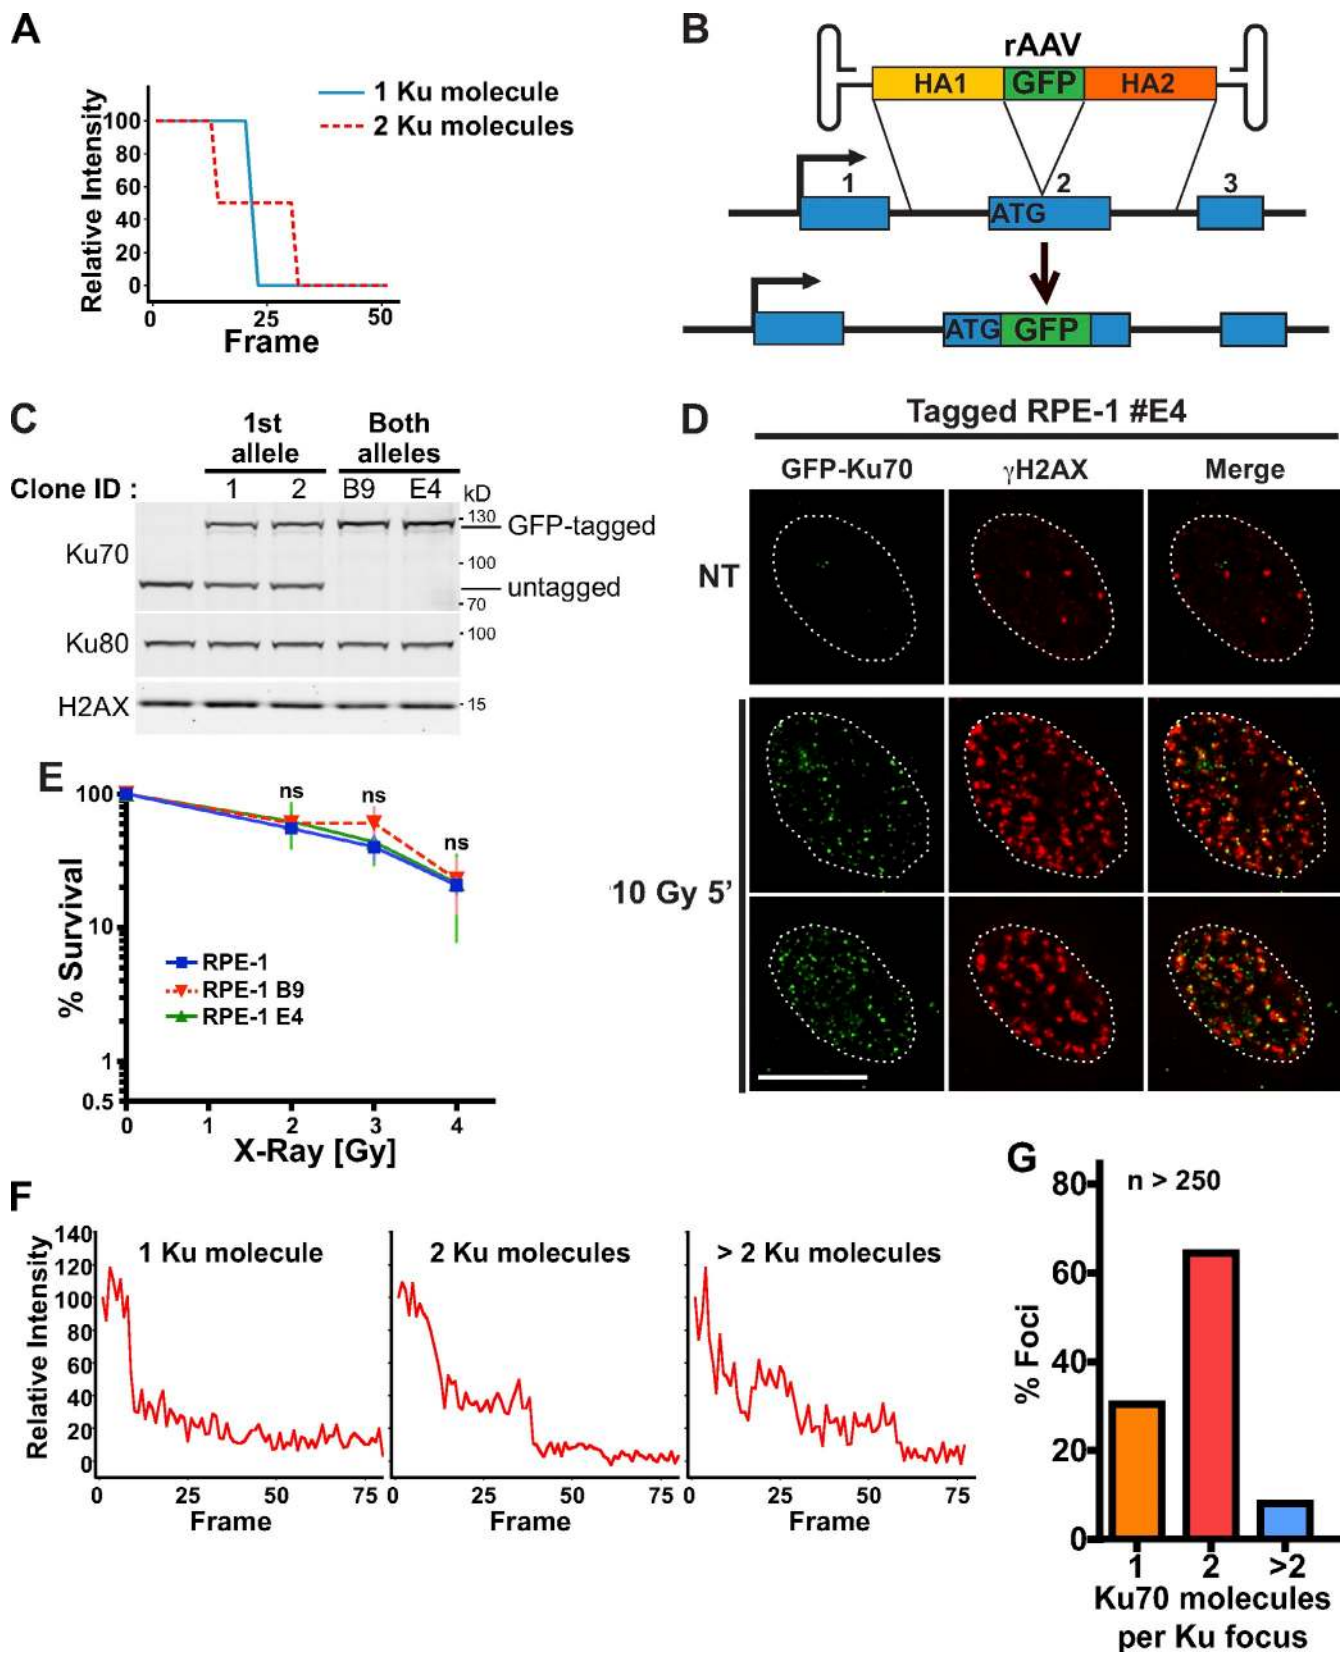 A
1 Ku molecule
2 Ku molecules
Relative Intensity
100
80
60
40
20
0
0 25 50
Frame
B
rAAV
HA1 GFP HA2
1 2 3
ATG
ATG GFP
C
1st allele
Both alleles
Clone ID : 1 2 B9 E4 kD
Ku70
130
GFP-tagged
100
untagged
70
Ku80
100
H2AX
15
D
Tagged RPE-1 #E4
GFP-Ku70 γH2AX Merge
NT
10 Gy 5'
E
% Survival
100
10
1
0.5
ns ns ns
RPE-1
RPE-1 B9
RPE-1 E4
0 1 2 3 4
X-Ray [Gy]
F
Relative Intensity
140
120
100
80
60
40
20
0
1 Ku molecule
2 Ku molecules
> 2 Ku molecules
0 25 50 75
0 25 50 75
0 25 50 75
Frame
Frame
Frame
G
n > 250
% Foci
80
60
40
20
0
1 2 >2
Ku70 molecules
per Ku focus